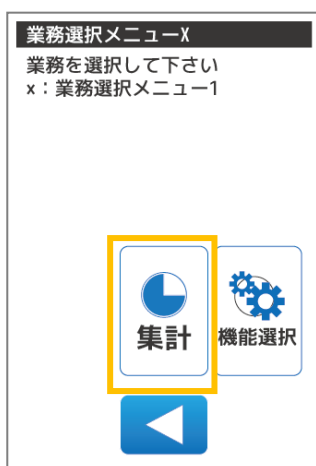 業務選択メニューX
業務を選択して下さい
x：業務選択メニュー1
集計
機能選択